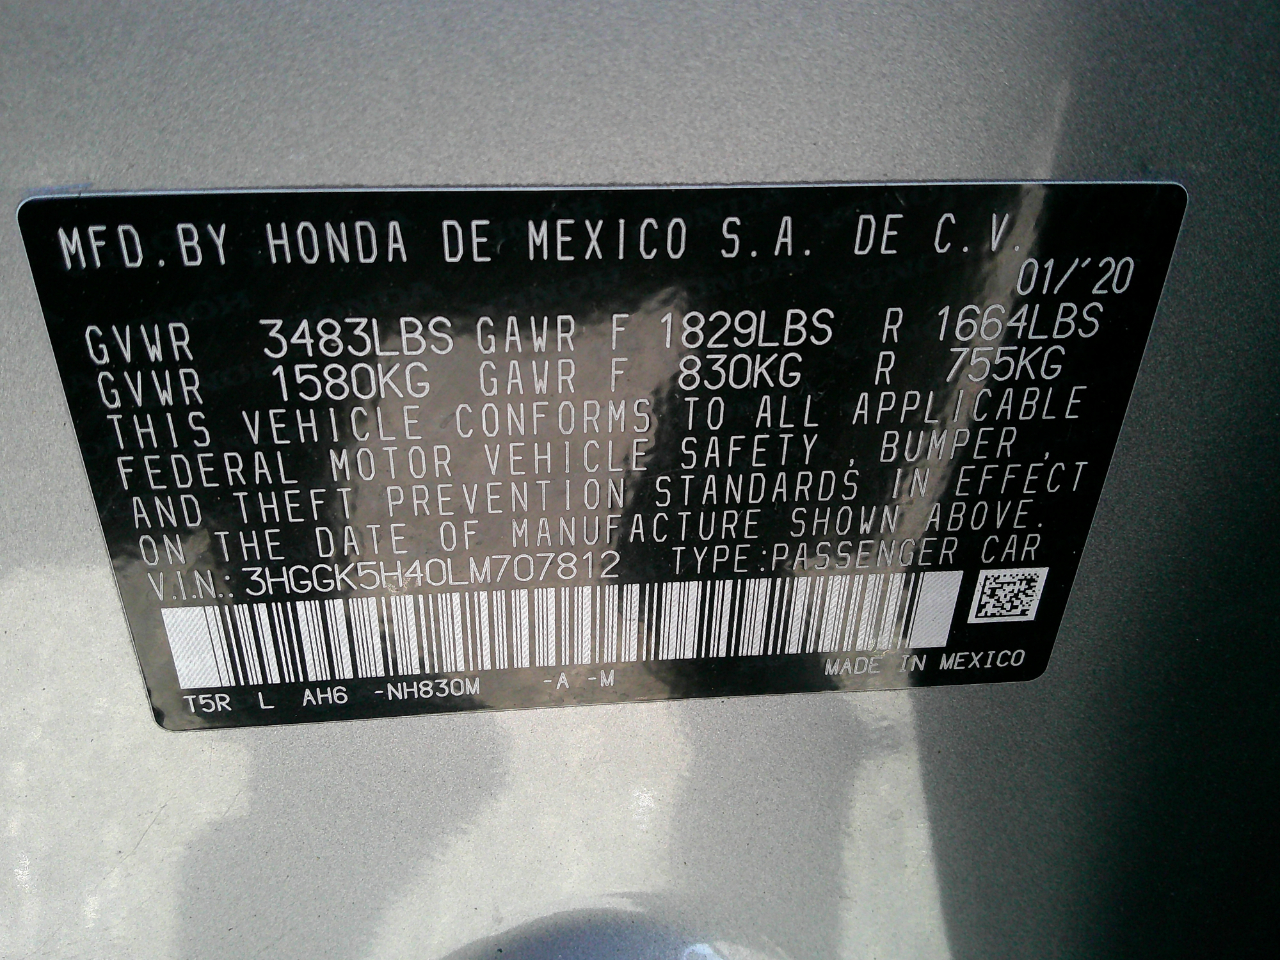 MFD. BY HONDA DE MEXICO S.A. DE C.V.
01/'20
GVWR 3483LBS GAWR F 1829LBS R 1664LBS
GVWR 1580KG GAWR F 830KG R 755KG
THIS VEHICLE CONFORMS TO ALL APPLICABLE
FEDERAL MOTOR VEHICLE SAFETY, BUMPER,
AND THEFT PREVENTION STANDARDS IN EFFECT
ON THE DATE OF MANUFACTURE SHOWN ABOVE.
V.I.N.: 3HGGK5H40LM707812 TYPE:PASSENGER CAR
MADE IN MEXICO
T5R L AH6 -NH830M -A -M